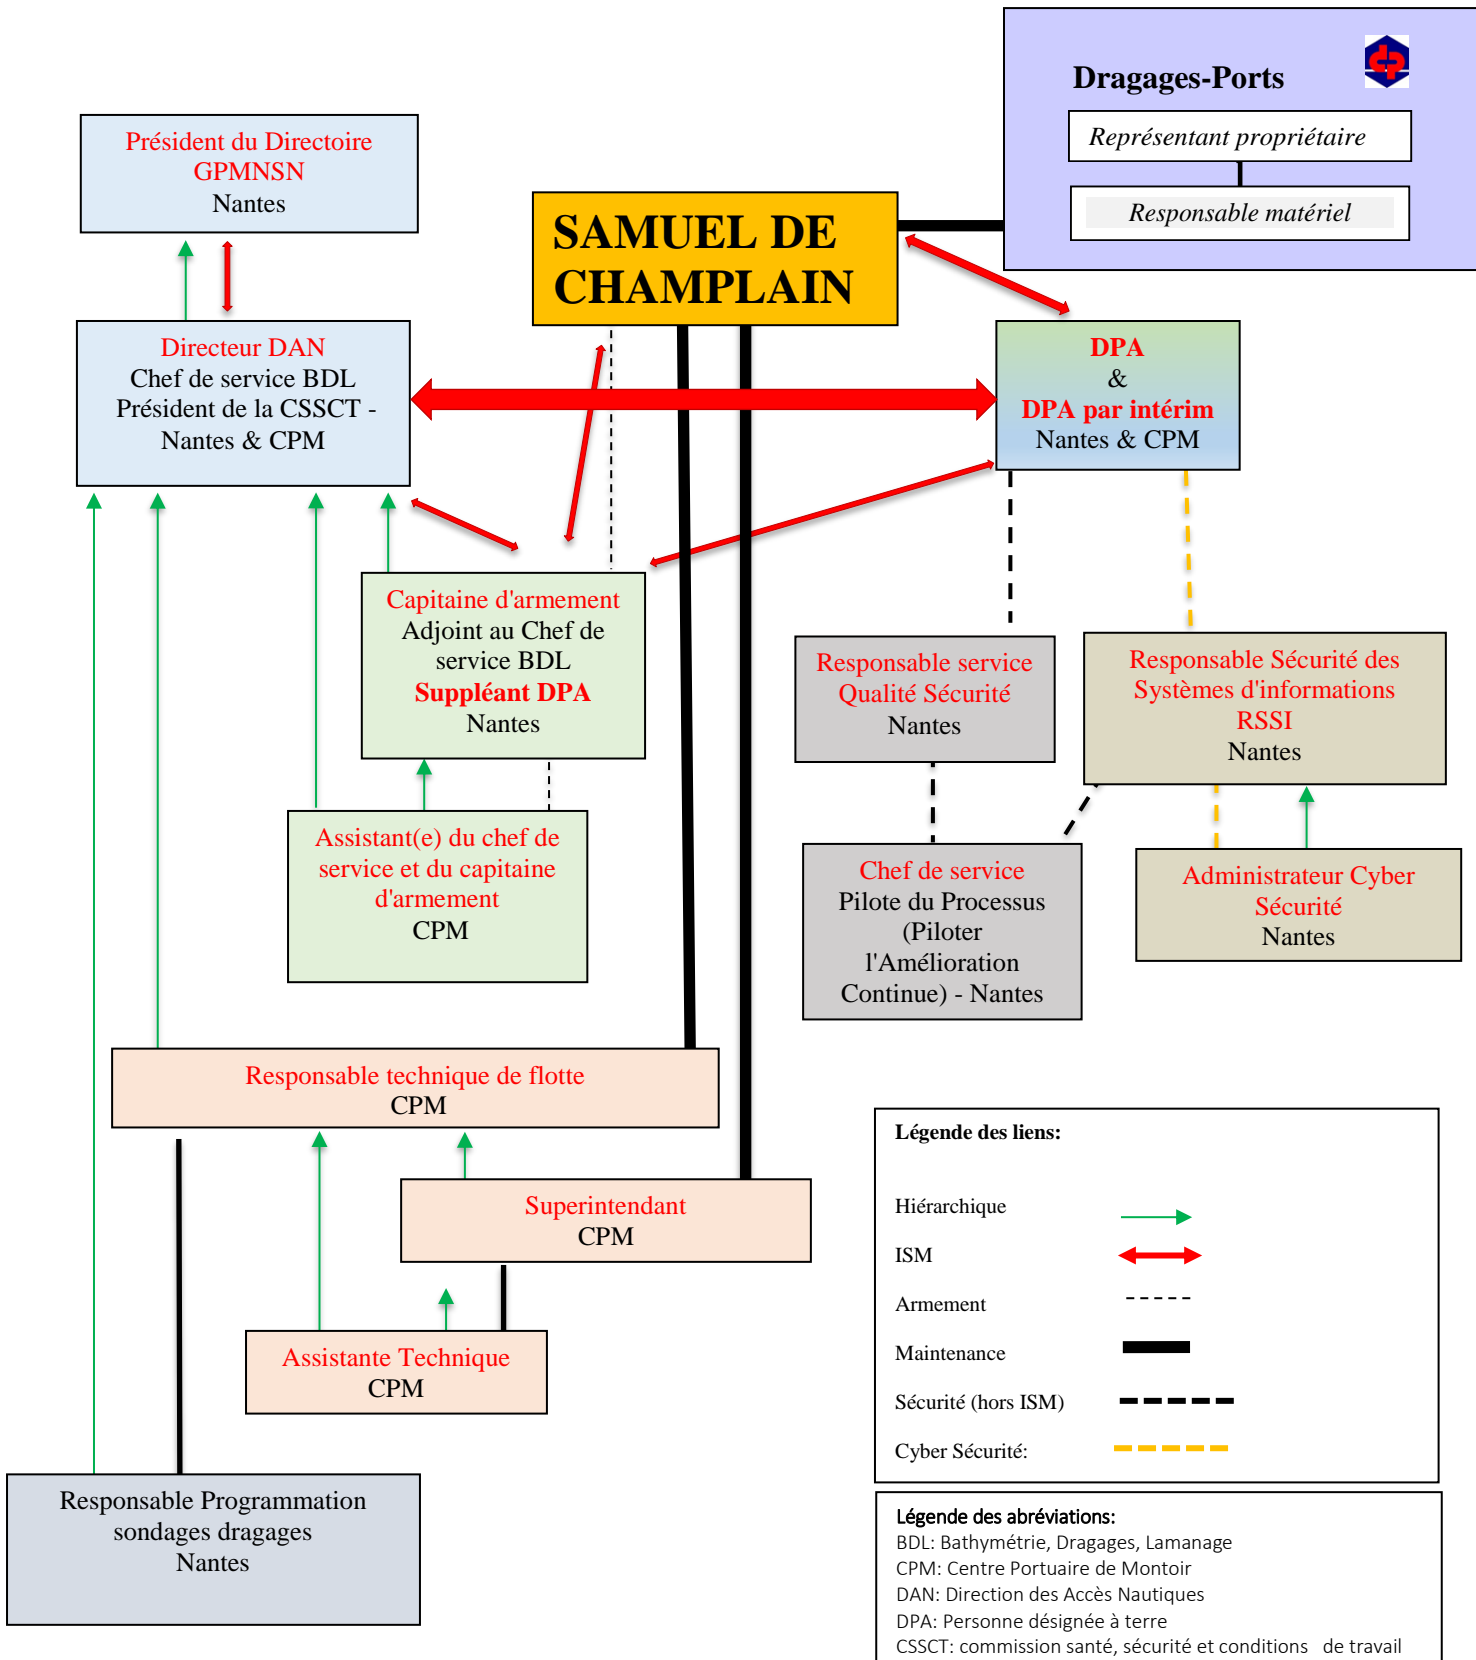 Dragages-Ports
dp
Représentant propriétaire
Responsable matériel
Président du Directoire
GPMNSN
Nantes
SAMUEL DE
CHAMPLAIN
Directeur DAN
Chef de service BDL
Président de la CSSCT -
Nantes & CPM
DPA
&
DPA par intérim
Nantes & CPM
Capitaine d'armement
Adjoint au Chef de
service BDL
Suppléant DPA
Nantes
Responsable service
Qualité Sécurité
Nantes
Responsable Sécurité des
Systèmes d'informations
RSSI
Nantes
Assistant(e) du chef de
service et du capitaine
d'armement
CPM
Chef de service
Pilote du Processus
(Piloter
l'Amélioration
Continue) - Nantes
Administrateur Cyber
Sécurité
Nantes
Responsable technique de flotte
CPM
Superintendant
CPM
Assistante Technique
CPM
Responsable Programmation
sondages dragages
Nantes
Légende des liens:
Hiérarchique
ISM
Armement
Maintenance
Sécurité (hors ISM)
Cyber Sécurité:
Légende des abréviations:
BDL: Bathymétrie, Dragages, Lamanage
CPM: Centre Portuaire de Montoir
DAN: Direction des Accès Nautiques
DPA: Personne désignée à terre
CSSCT: commission santé, sécurité et conditions de travail